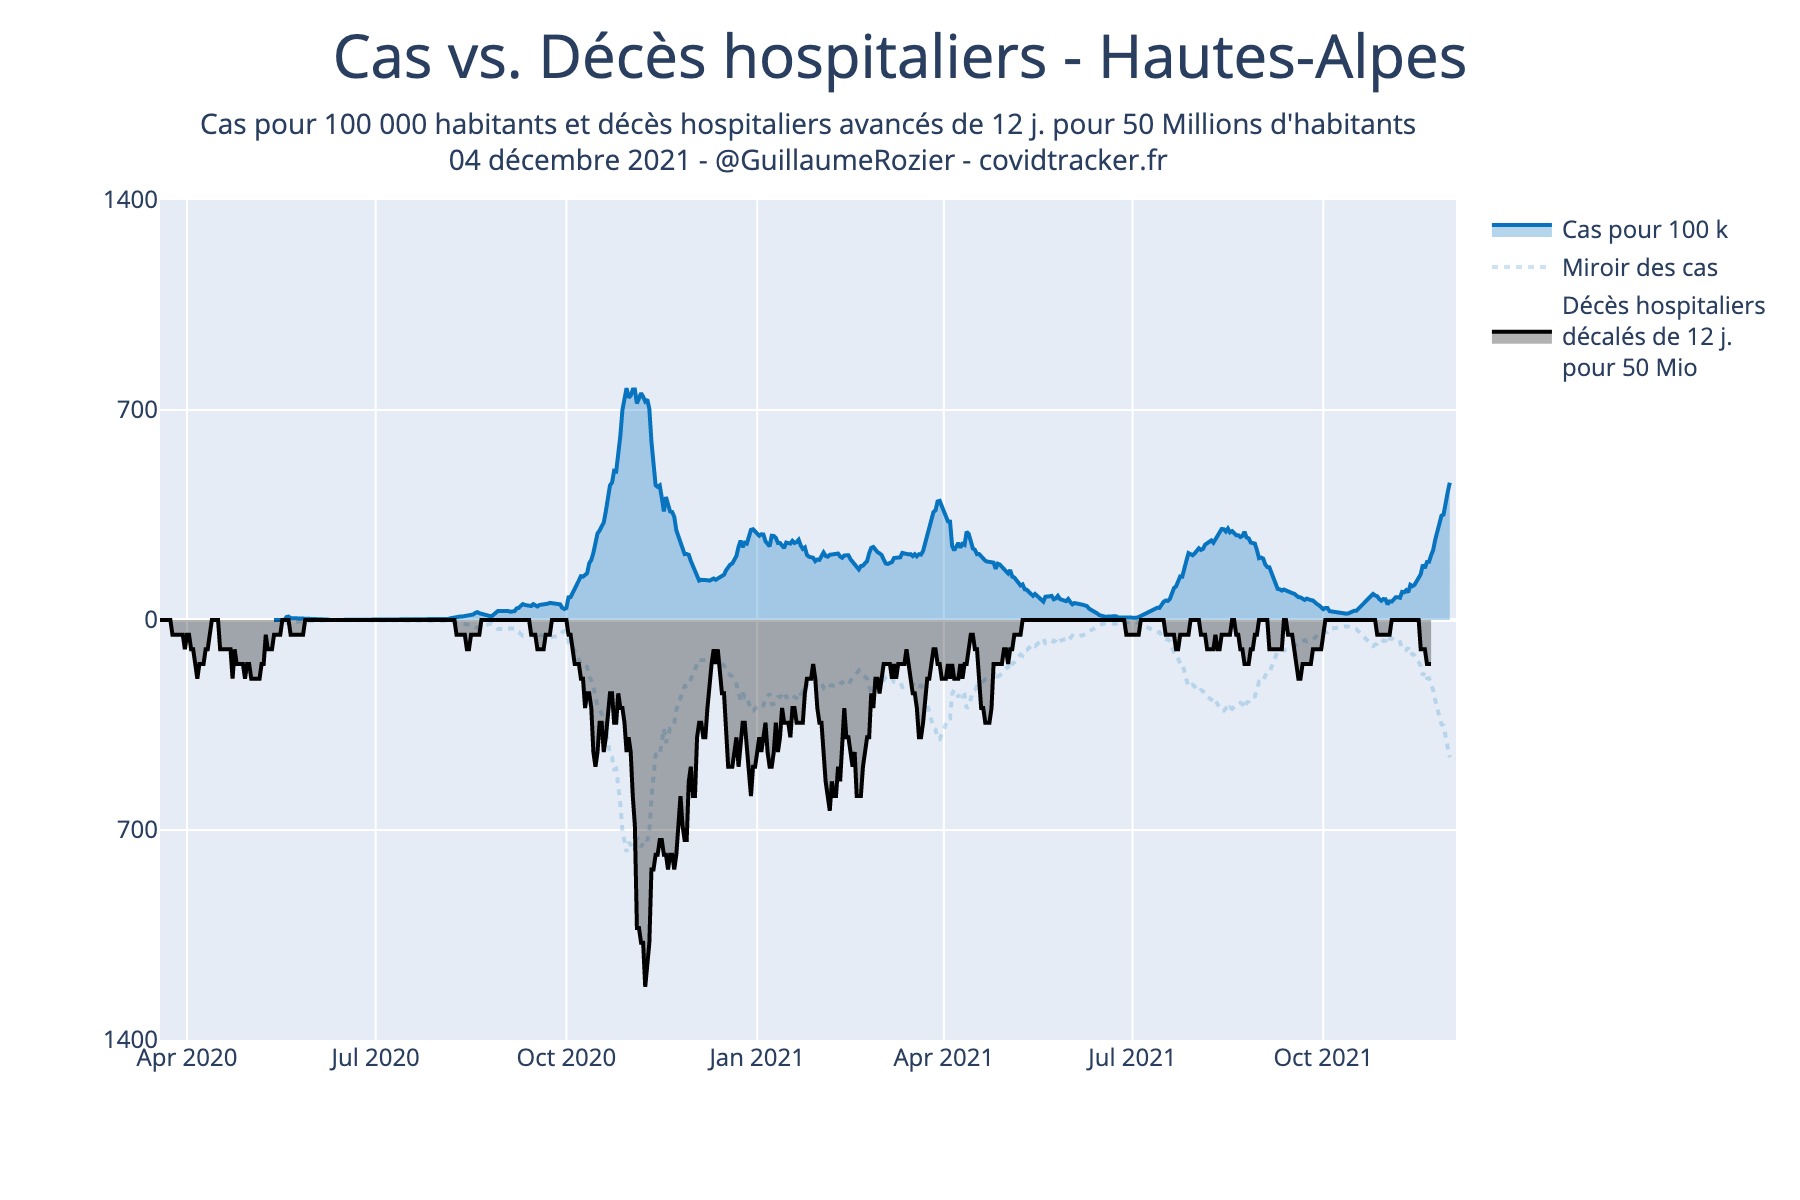 Cas vs. Décès hospitaliers - Hautes-Alpes
Cas pour 100 000 habitants et décès hospitaliers avancés de 12 j. pour 50 Millions d'habitants
04 décembre 2021 - @GuillaumeRozier - covidtracker.fr
1400
700
0
700
1400
Apr 2020
Jul 2020
Oct 2020
Jan 2021
Apr 2021
Jul 2021
Oct 2021
Cas pour 100 k
Miroir des cas
Décès hospitaliers
décalés de 12 j.
pour 50 Mio